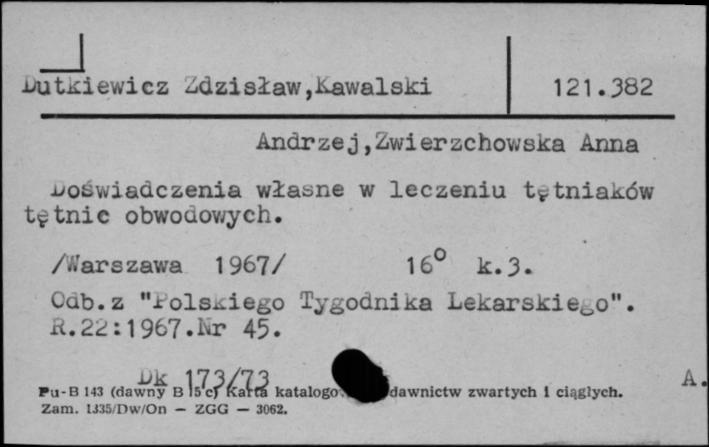 Dutkiewicz Zdzisław,Kawalski 121.382
Andrzej,Zwierzchowska Anna
Doświadczenia własne w leczeniu tętniaków
tętnic obwodowych.
/Warszawa 1967/ 16° k.3.
Odb.z "Polskiego Tygodnika Lekarskiego".
R.22:1967.Nr 45.
Dk 173/73 A.
Pu-B 143 (dawny B 15 c) Karta katalogo dawnictw zwartych i ciągłych.
Zam. 1335/Dw/On — ZGG — 3062.